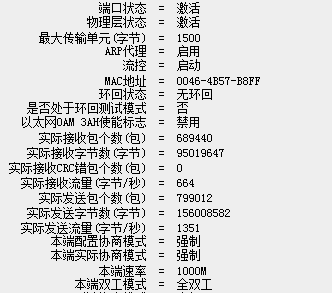 端口状态 = 激活
物理层状态 = 激活
最大传输单元(字节) = 1500
ARP代理 = 启用
流控 = 启动
MAC地址 = 0046-4B57-B8FF
环回状态 = 无环回
是否处于环回测试模式 = 否
以太网OAM 3AH使能标志 = 禁用
实际接收包个数(包) = 689440
实际接收字节数(字节) = 95019647
实际接收CRC错包个数(包) = 0
实际接收流量(字节/秒) = 664
实际发送包个数(包) = 799012
实际发送字节数(字节) = 156008582
实际发送流量(字节/秒) = 1351
本端配置协商模式 = 强制
本端实际协商模式 = 强制
本端速率 = 1000M
本端双工模式 = 全双工